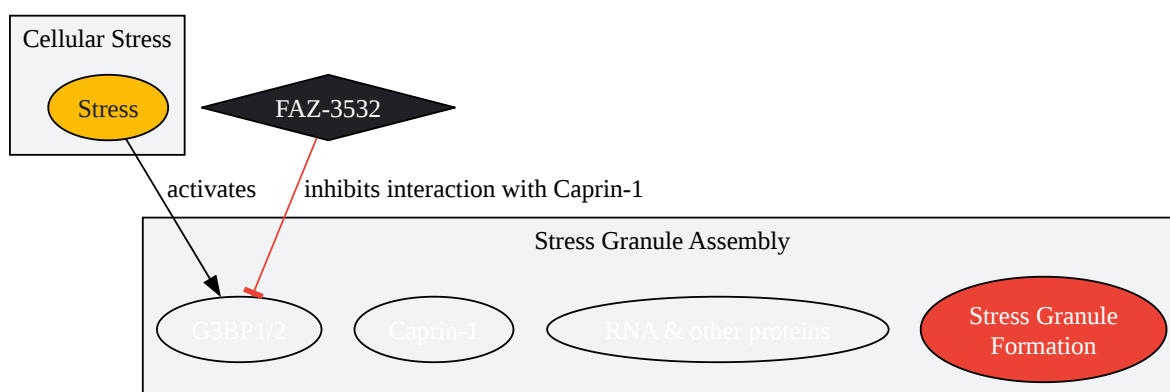 Cellular Stress
Stress
FAZ-3532
activates
inhibits interaction with Caprin-1
Stress Granule Assembly
G3BP1/2
Caprin-1
RNA & other proteins
Stress Granule
Formation